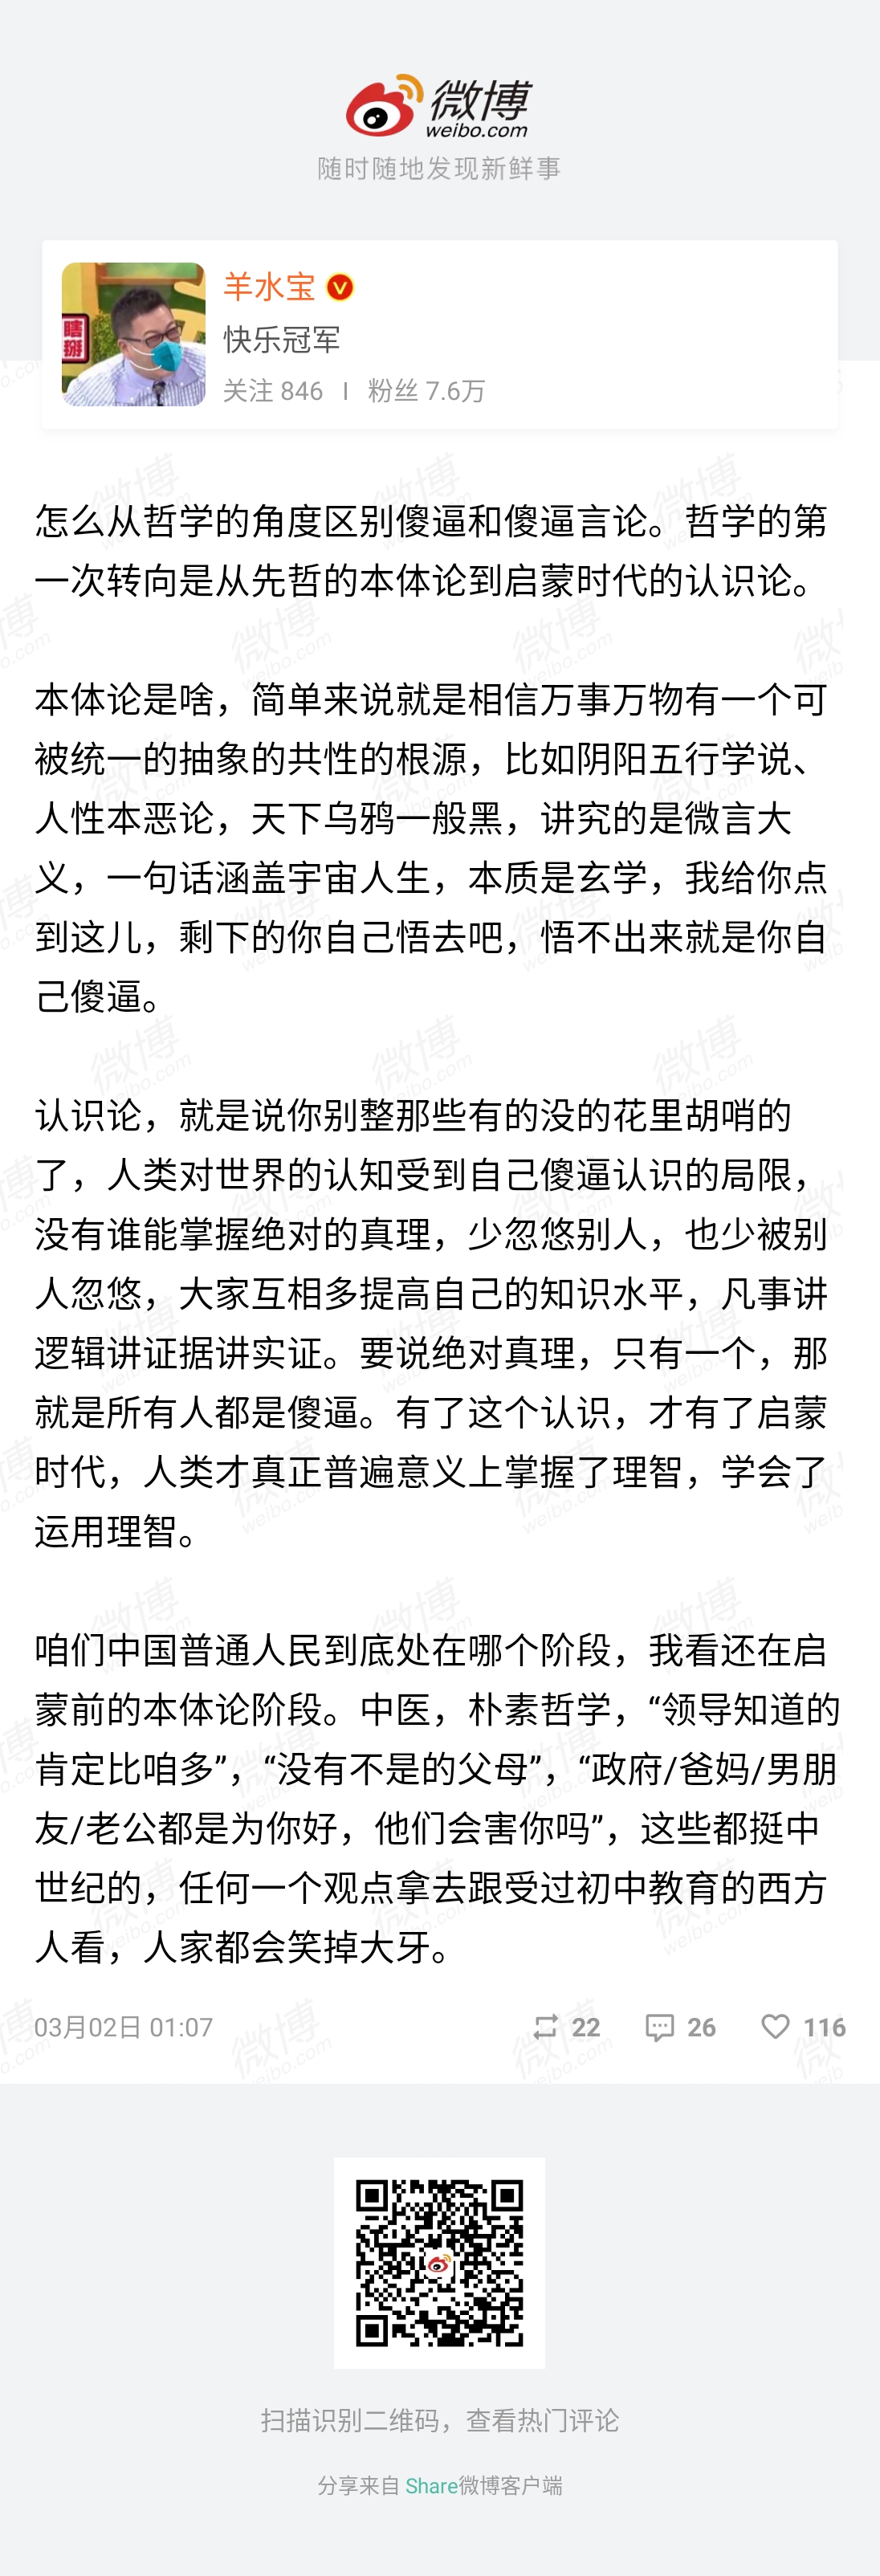 微博
weibo.com
随时随地发现新鲜事
瞎掰
羊水宝
快乐冠军
关注 846 | 粉丝 7.6万
怎么从哲学的角度区别傻逼和傻逼言论。哲学的第
一次转向是从先哲的本体论到启蒙时代的认识论。
本体论是啥，简单来说就是相信万事万物有一个可
被统一的抽象的共性的根源，比如阴阳五行学说、
人性本恶论，天下乌鸦一般黑，讲究的是微言大
义，一句话涵盖宇宙人生，本质是玄学，我给你点
到这儿，剩下的你自己悟去吧，悟不出来就是你自
己傻逼。
认识论，就是说你别整那些有的没的花里胡哨的
了，人类对世界的认知受到自己傻逼认识的局限，
没有谁能掌握绝对的真理，少忽悠别人，也少被别
人忽悠，大家互相多提高自己的知识水平，凡事讲
逻辑讲证据讲实证。要说绝对真理，只有一个，那
就是所有人都是傻逼。有了这个认识，才有了启蒙
时代，人类才真正普遍意义上掌握了理智，学会了
运用理智。
咱们中国普通人民到底处在哪个阶段，我看还在启
蒙前的本体论阶段。中医，朴素哲学，“领导知道的
肯定比咱多”，“没有不是的父母”，“政府/爸妈/男朋
友/老公都是为你好，他们会害你吗”，这些都挺中
世纪的，任何一个观点拿去跟受过初中教育的西方
人看，人家都会笑掉大牙。
03月02日 01:07 22 26 116
扫描识别二维码，查看热门评论
分享来自 Share微博客户端